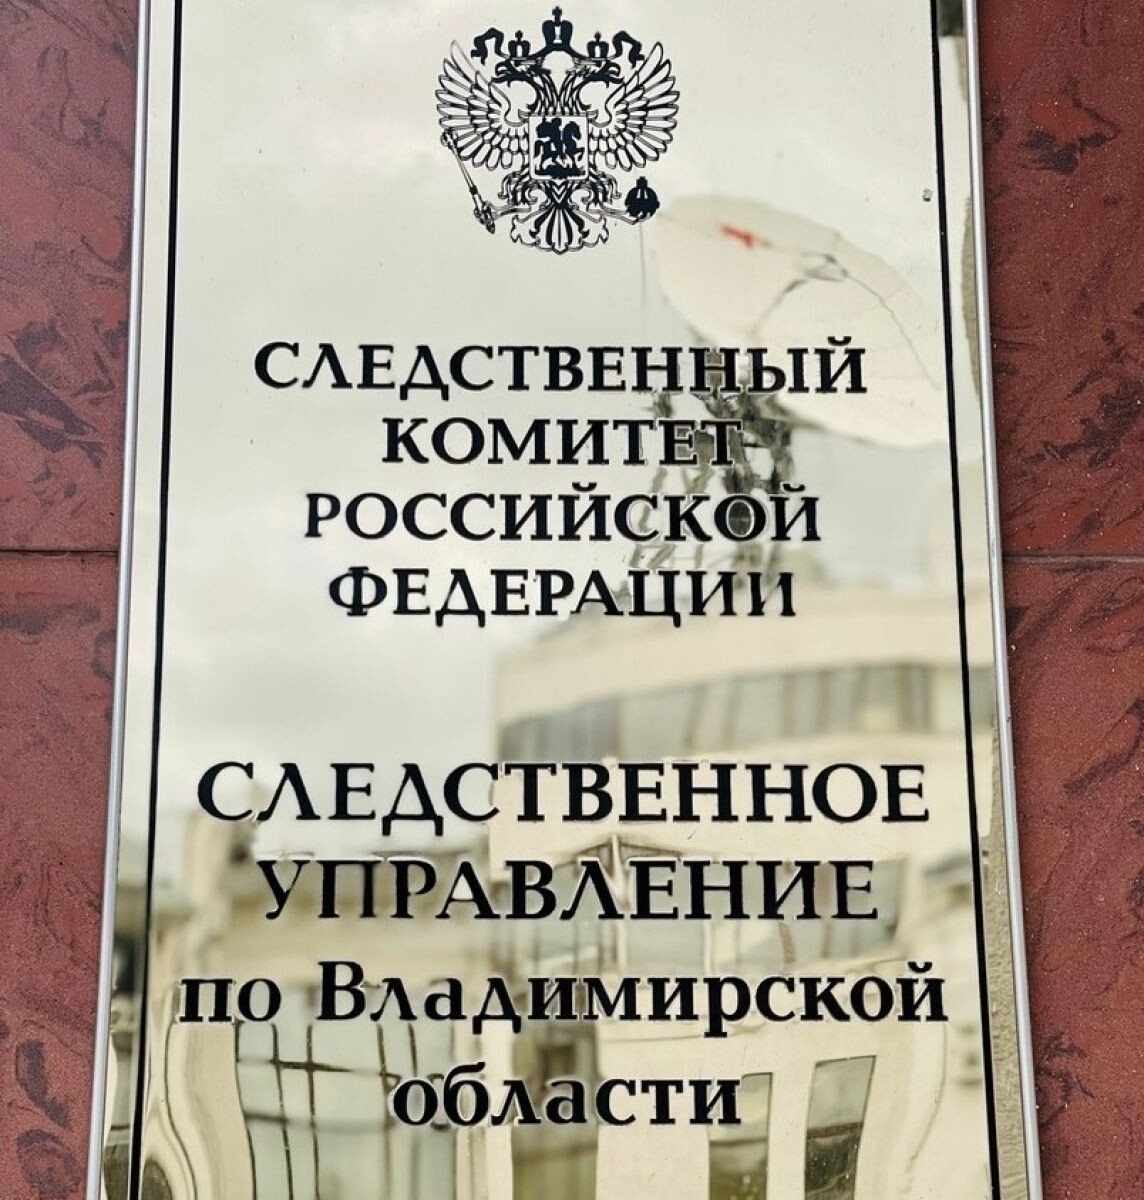 СЛЕДСТВЕННЫЙ
КОМИТЕТ
РОССИЙСКОЙ
ФЕДЕРАЦИИ
СЛЕДСТВЕННОЕ
УПРАВЛЕНИЕ
по Владимирской
области